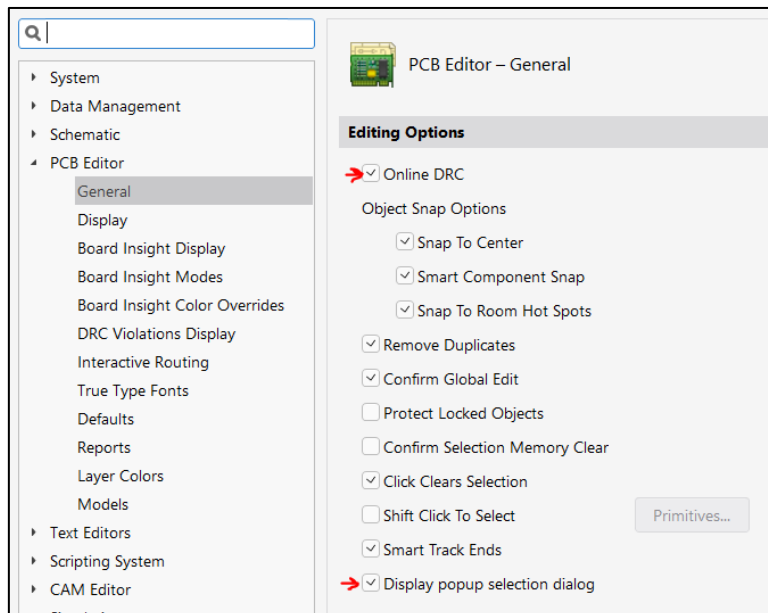 System
Data Management
Schematic
PCB Editor
General
Display
Board Insight Display
Board Insight Modes
Board Insight Color Overrides
DRC Violations Display
Interactive Routing
True Type Fonts
Defaults
Reports
Layer Colors
Models
Text Editors
Scripting System
CAM Editor
PCB Editor – General
Editing Options
Online DRC
Object Snap Options
Snap To Center
Smart Component Snap
Snap To Room Hot Spots
Remove Duplicates
Confirm Global Edit
Protect Locked Objects
Confirm Selection Memory Clear
Click Clears Selection
Shift Click To Select
Primitives...
Smart Track Ends
Display popup selection dialog